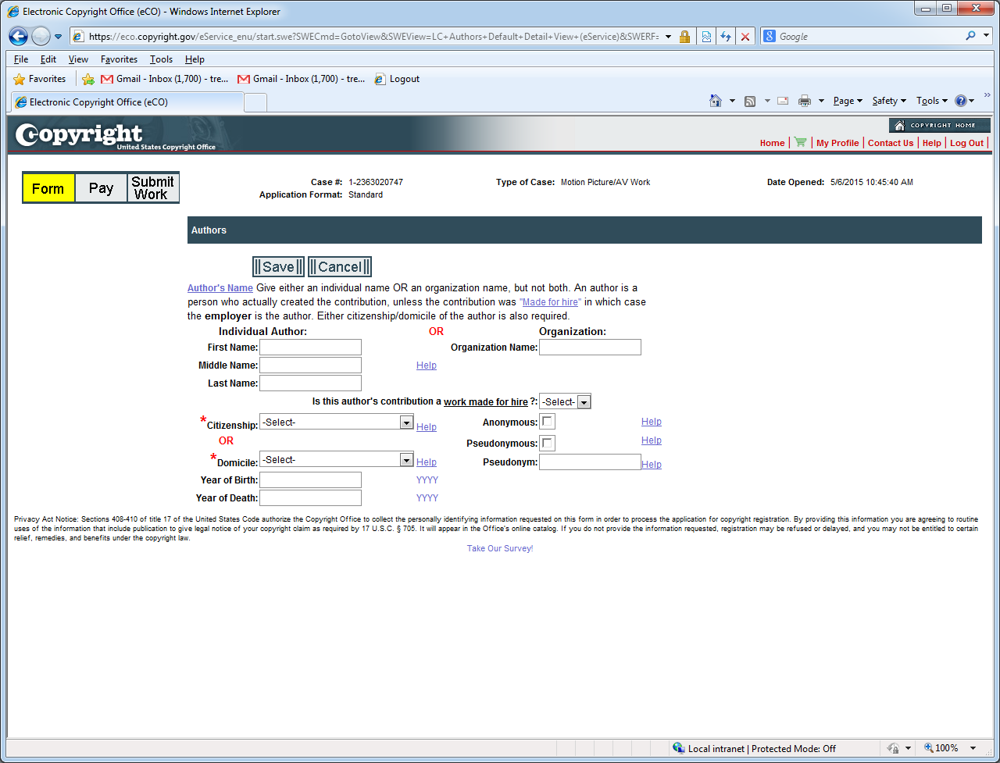 Electronic Copyright Office (eCO) - Windows Internet Explorer
https://eco.copyright.gov/eService_enu/start.swe?SWECmd=GotoView&SWEView=LC+Authors+Default+Detail+View+(eService)&SWERF=
Google
File Edit View Favorites Tools Help
Favorites Gmail - Inbox (1,700) - tre... Gmail - Inbox (1,700) - tre... Logout
Electronic Copyright Office (eCO)
Page Safety Tools
Copyright
United States Copyright Office
COPYRIGHT HOME
Home My Profile Contact Us Help Log Out
Form Pay Submit Work
Case #: 1-2363020747 Type of Case: Motion Picture/AV Work Date Opened: 5/6/2015 10:45:40 AM
Application Format: Standard
Authors
Save Cancel
Author's Name Give either an individual name OR an organization name, but not both. An author is a
person who actually created the contribution, unless the contribution was "Made for hire" in which case
the employer is the author. Either citizenship/domicile of the author is also required.
Individual Author: OR Organization:
First Name: Organization Name:
Middle Name: Help
Last Name:
Is this author's contribution a work made for hire ?: -Select-
*Citizenship: -Select- Help Anonymous: Help
OR Pseudonymous: Help
*Domicile: -Select- Help Pseudonym: Help
Year of Birth: YYYY
Year of Death: YYYY
Privacy Act Notice: Sections 408-410 of title 17 of the United States Code authorize the Copyright Office to collect the personally identifying information requested on this form in order to process the application for copyright registration. By providing this information you are agreeing to routine
uses of the information that include publication to give legal notice of your copyright claim as required by 17 U.S.C. § 705. It will appear in the Office's online catalog. If you do not provide the information requested, registration may be refused or delayed, and you may not be entitled to certain
relief, remedies, and benefits under the copyright law.
Take Our Survey!
Local intranet | Protected Mode: Off 100%